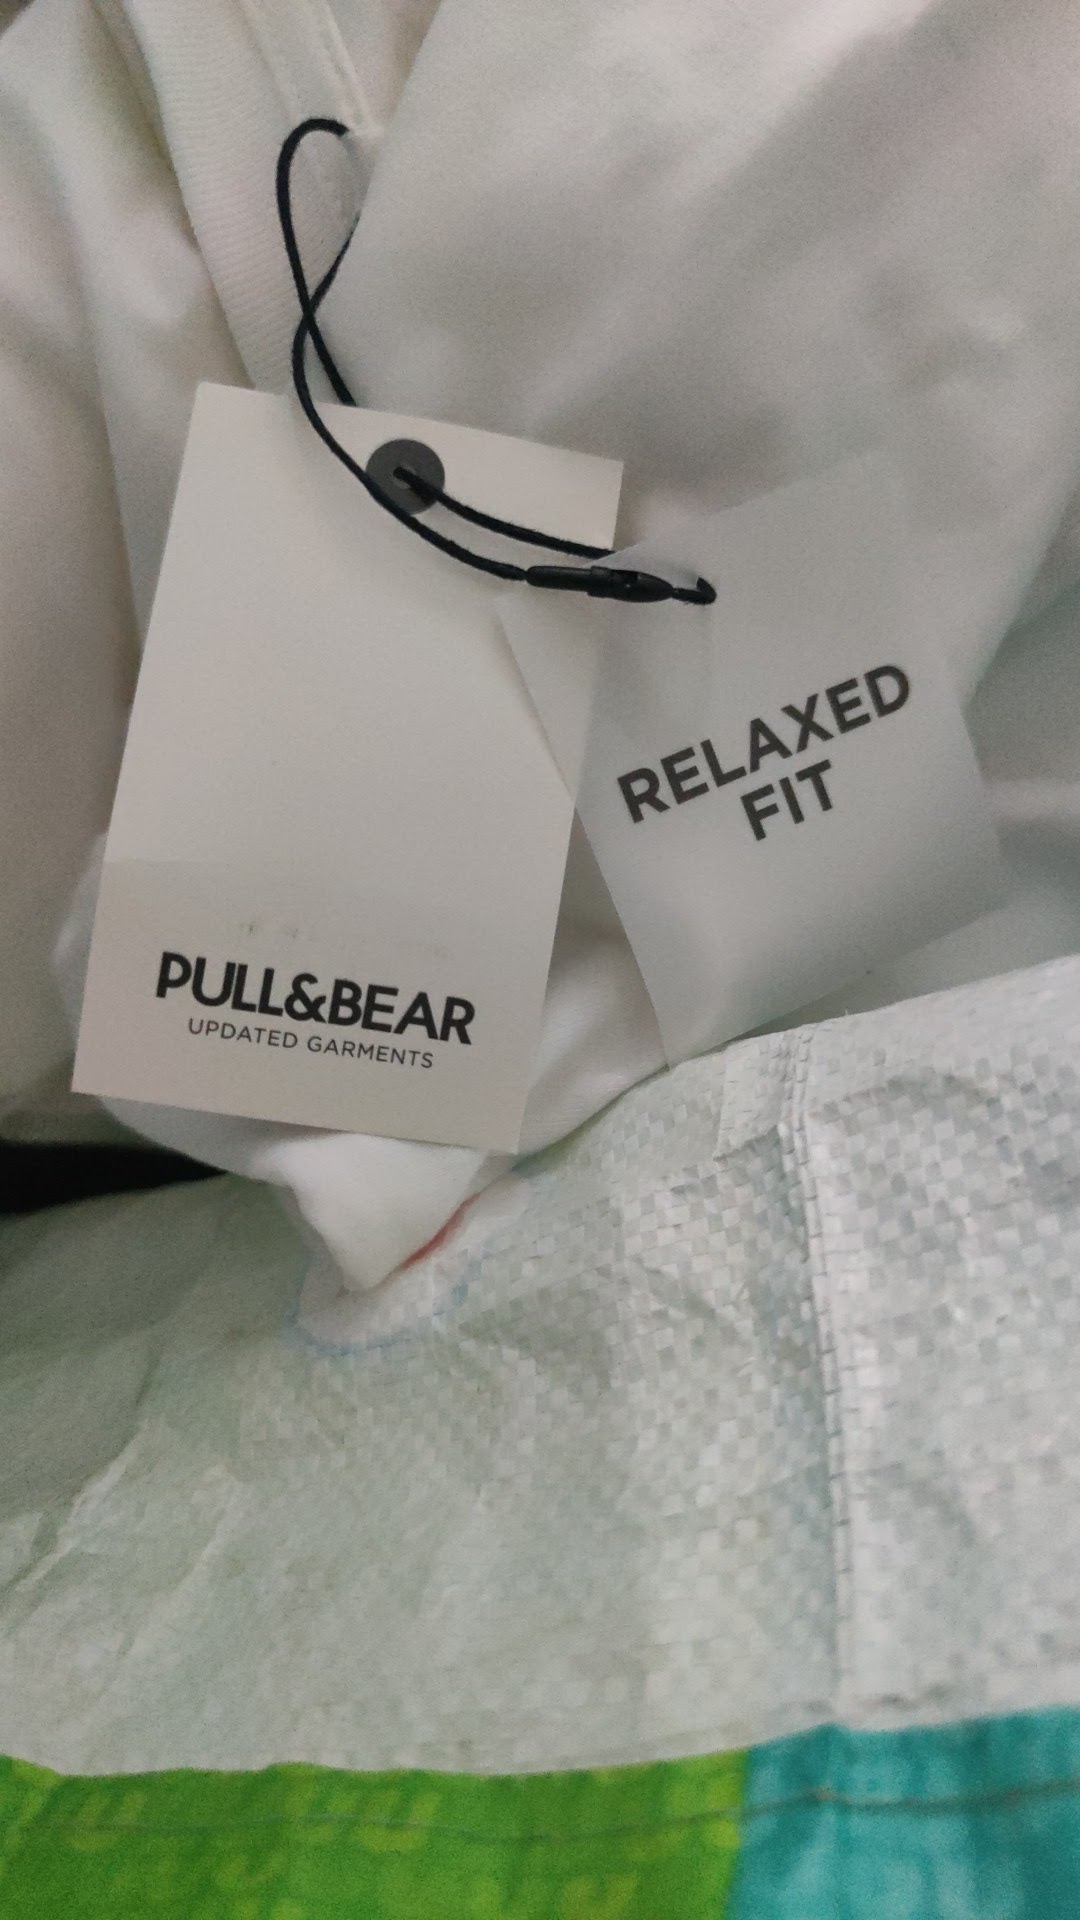 PULL&BEAR
UPDATED GARMENTS
RELAXED
FIT